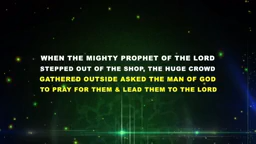 WHEN THE MIGHTY PROPHET OF THE LORD
STEPPED OUT OF THE SHOP, THE HUGE CROWD
GATHERED OUTSIDE ASKED THE MAN OF GOD
TO PRAY FOR THEM & LEAD THEM TO THE LORD